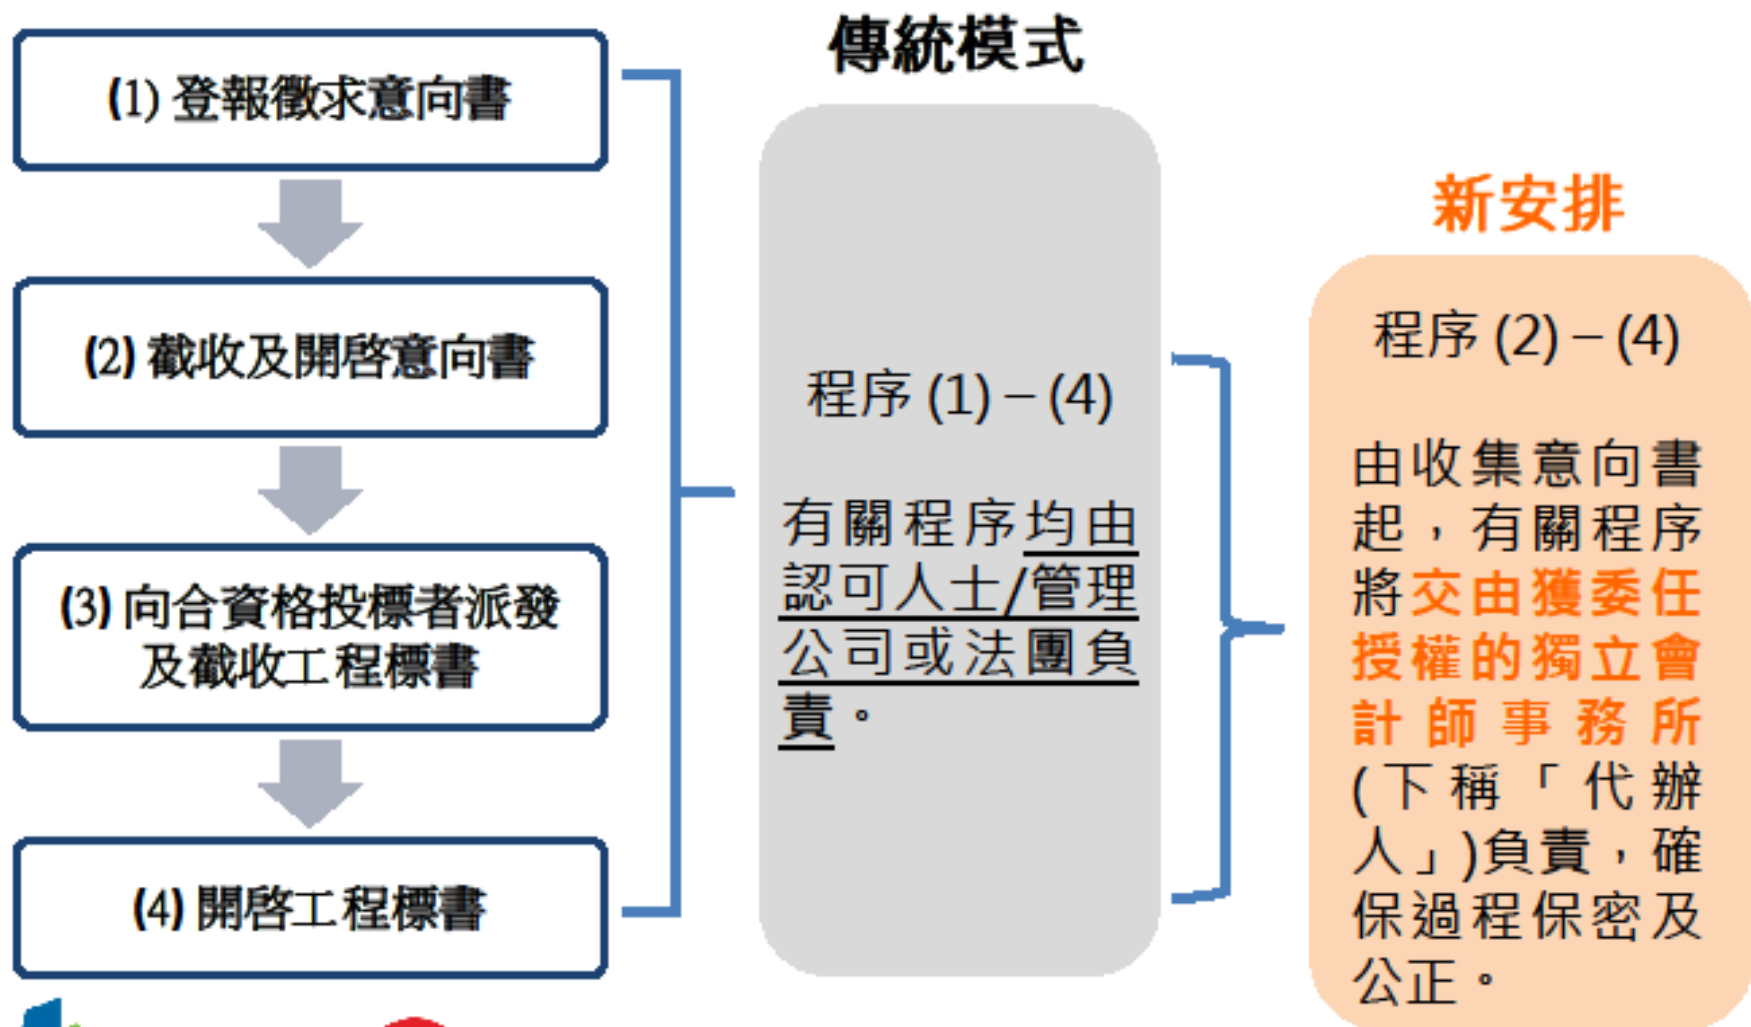 (1) 登報徵求意向書
(2) 截收及開啓意向書
(3) 向合資格投標者派發
及截收工程標書
(4) 開啓工程標書
傳統模式
程序 (1) – (4)
有關程序均由
認可人士/管理
公司或法團負
責。
新安排
程序 (2) – (4)
由收集意向書
起，有關程序
將交由獲委任
授權的獨立會
計師事務所
(下稱「代辦
人」)負責，確
保過程保密及
公正。